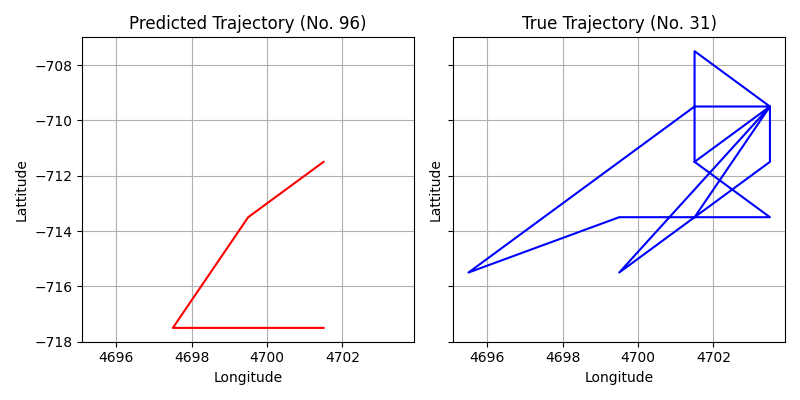 Predicted Trajectory (No. 96)
True Trajectory (No. 31)
Lattitude
−708
−710
−712
−714
−716
−718
4696
4698
4700
4702
Longitude
Lattitude
4696
4698
4700
4702
Longitude